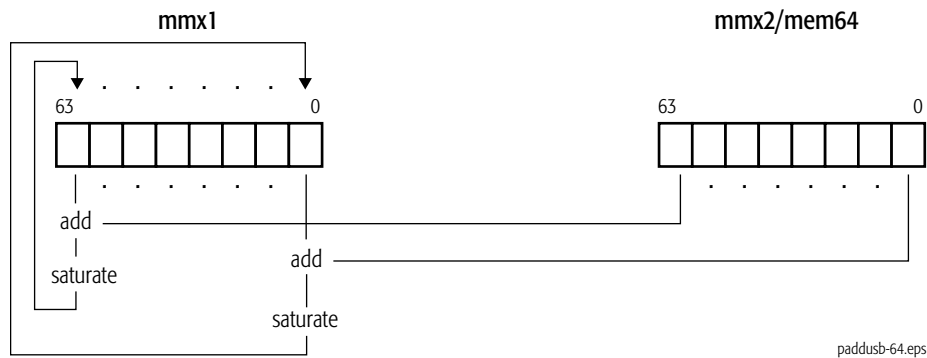 mmx1 mmx2/mem64
. . . . . .
63 0 63 0
. . . . . . . . . . . .
add
add
saturate
saturate
paddusb-64.eps